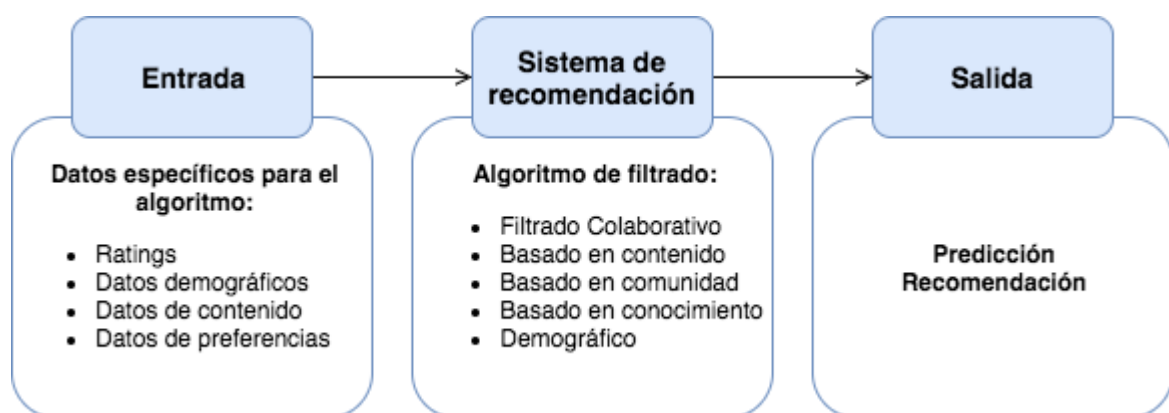 Entrada
Sistema de
recomendación
Salida
Datos específicos para el
algoritmo:
• Ratings
• Datos demográficos
• Datos de contenido
• Datos de preferencias
Algoritmo de filtrado:
• Filtrado Colaborativo
• Basado en contenido
• Basado en comunidad
• Basado en conocimiento
• Demográfico
Predicción
Recomendación